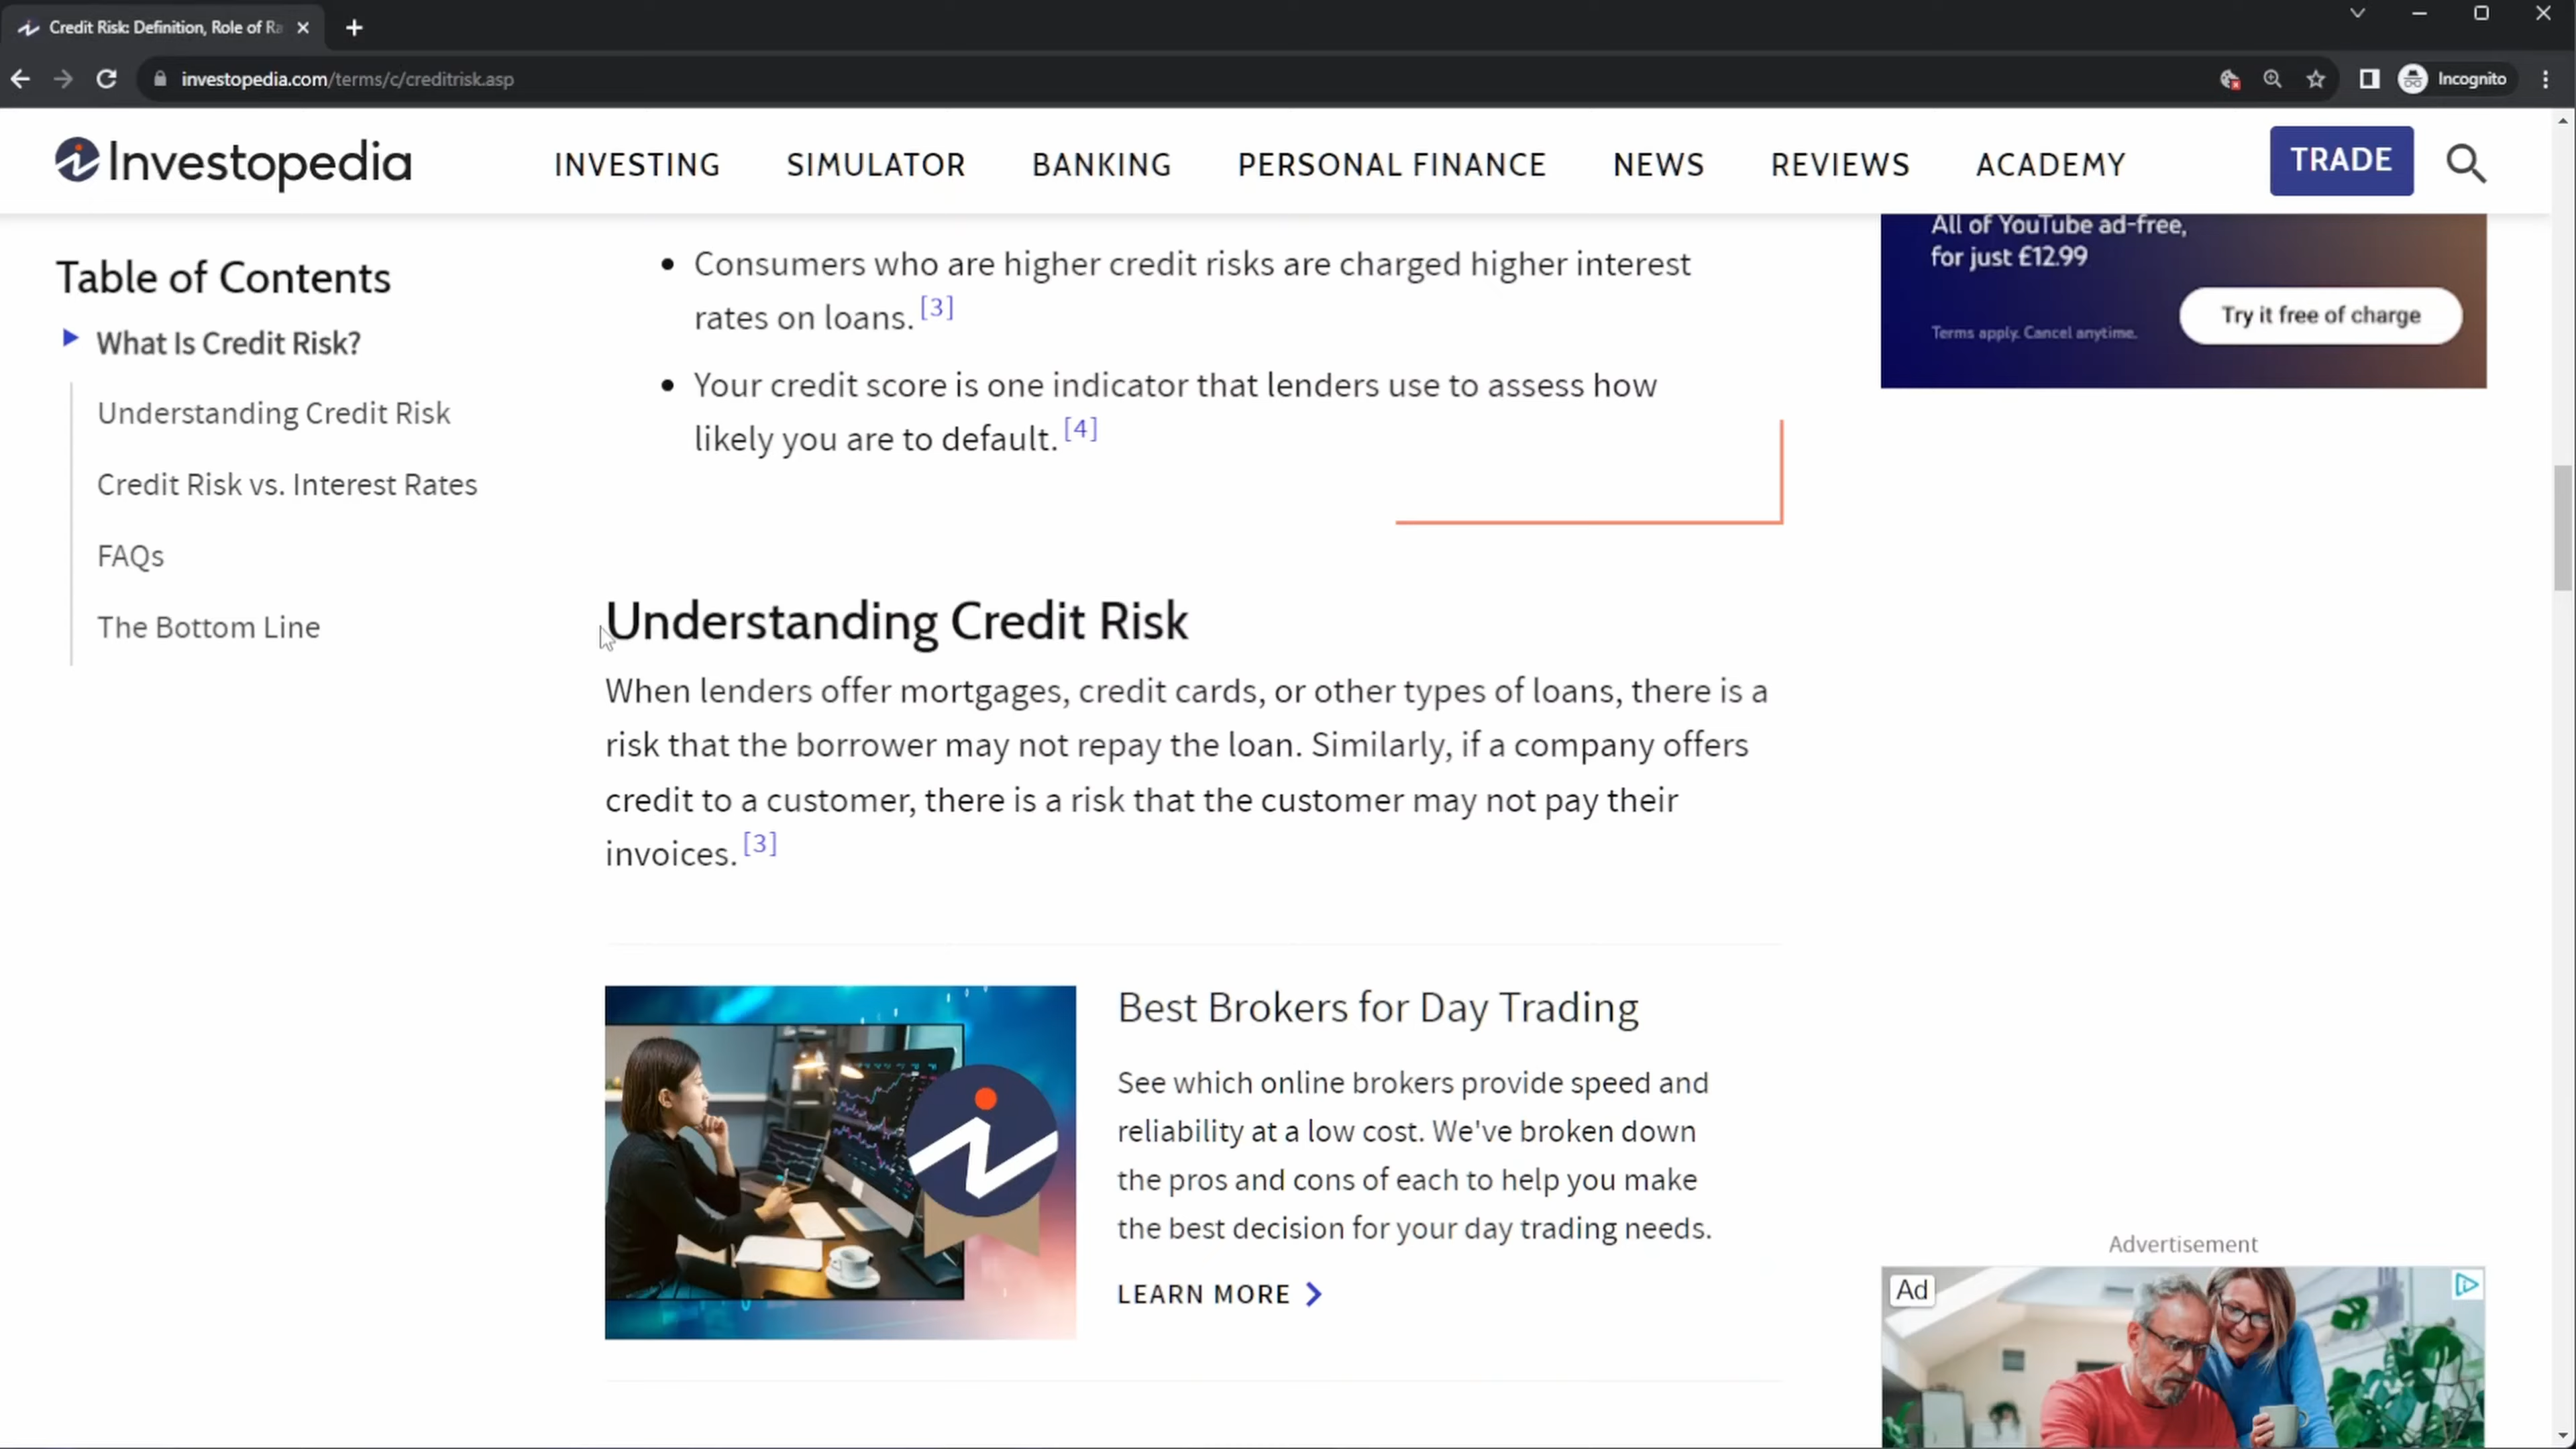 Credit Risk: Definition, Role of Ra
investopedia.com/terms/c/creditrisk.asp
Incognito
Investopedia
INVESTING
SIMULATOR
BANKING
PERSONAL FINANCE
NEWS
REVIEWS
ACADEMY
TRADE
Table of Contents
What Is Credit Risk?
Understanding Credit Risk
Credit Risk vs. Interest Rates
FAQs
The Bottom Line
• Consumers who are higher credit risks are charged higher interest
rates on loans. [3]
• Your credit score is one indicator that lenders use to assess how
likely you are to default. [4]
Understanding Credit Risk
When lenders offer mortgages, credit cards, or other types of loans, there is a
risk that the borrower may not repay the loan. Similarly, if a company offers
credit to a customer, there is a risk that the customer may not pay their
invoices. [3]
Best Brokers for Day Trading
See which online brokers provide speed and
reliability at a low cost. We've broken down
the pros and cons of each to help you make
the best decision for your day trading needs.
LEARN MORE
All of YouTube ad-free,
for just £12.99
Terms apply. Cancel anytime.
Try it free of charge
Advertisement
Ad